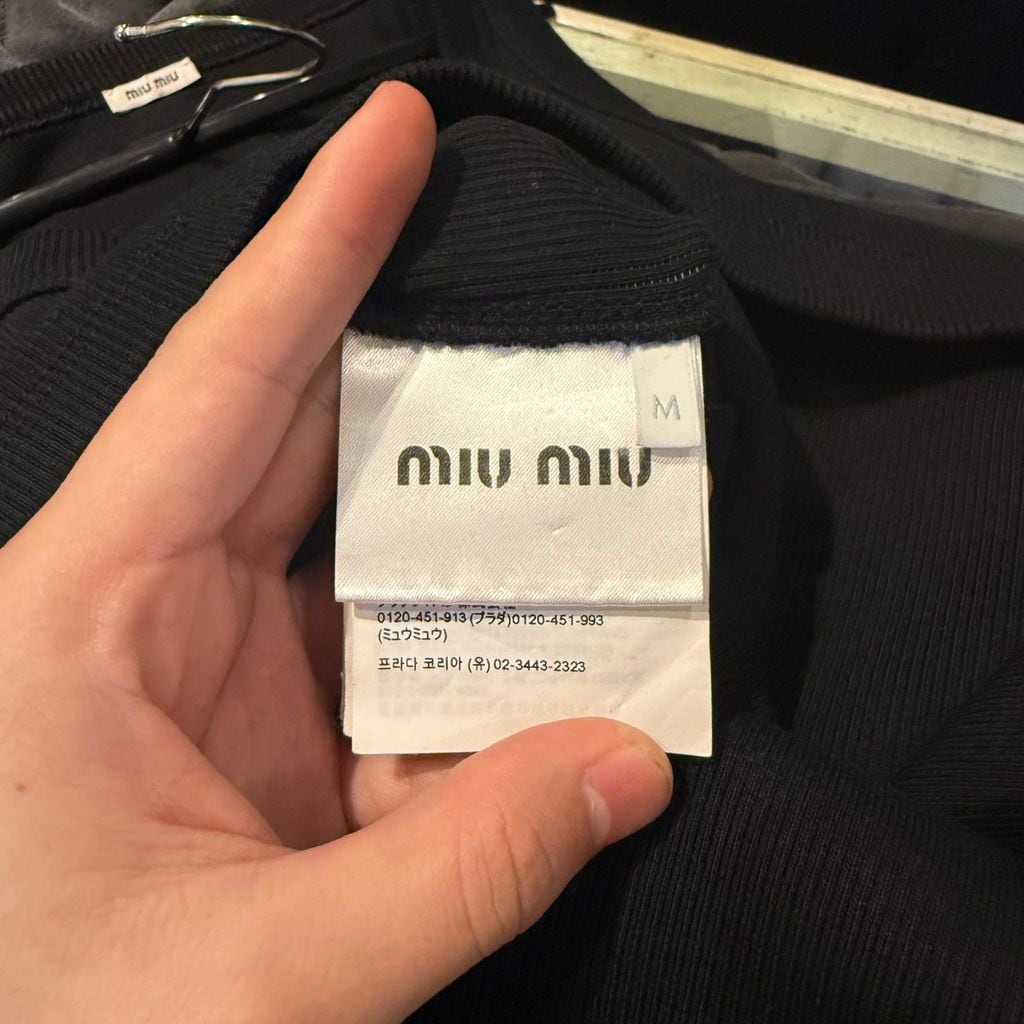 MIU MIU
M
MIU MIU
0120-451-913 (プラダ)0120-451-993
(ミュウミュウ)
프라다 코리아 (유) 02-3443-2323